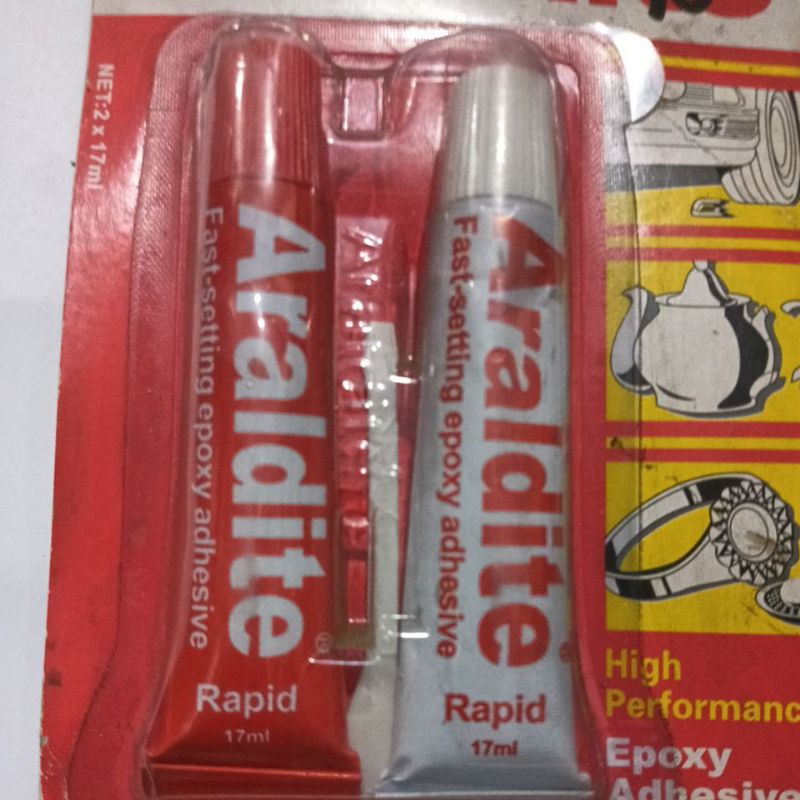 NET:2 x 17ml
Araldite®
Fast-setting epoxy adhesive
Rapid
17ml
Araldite
Fast-setting epoxy adhesive
Rapid
17ml
High
Performanc
Epoxy
Adhesive